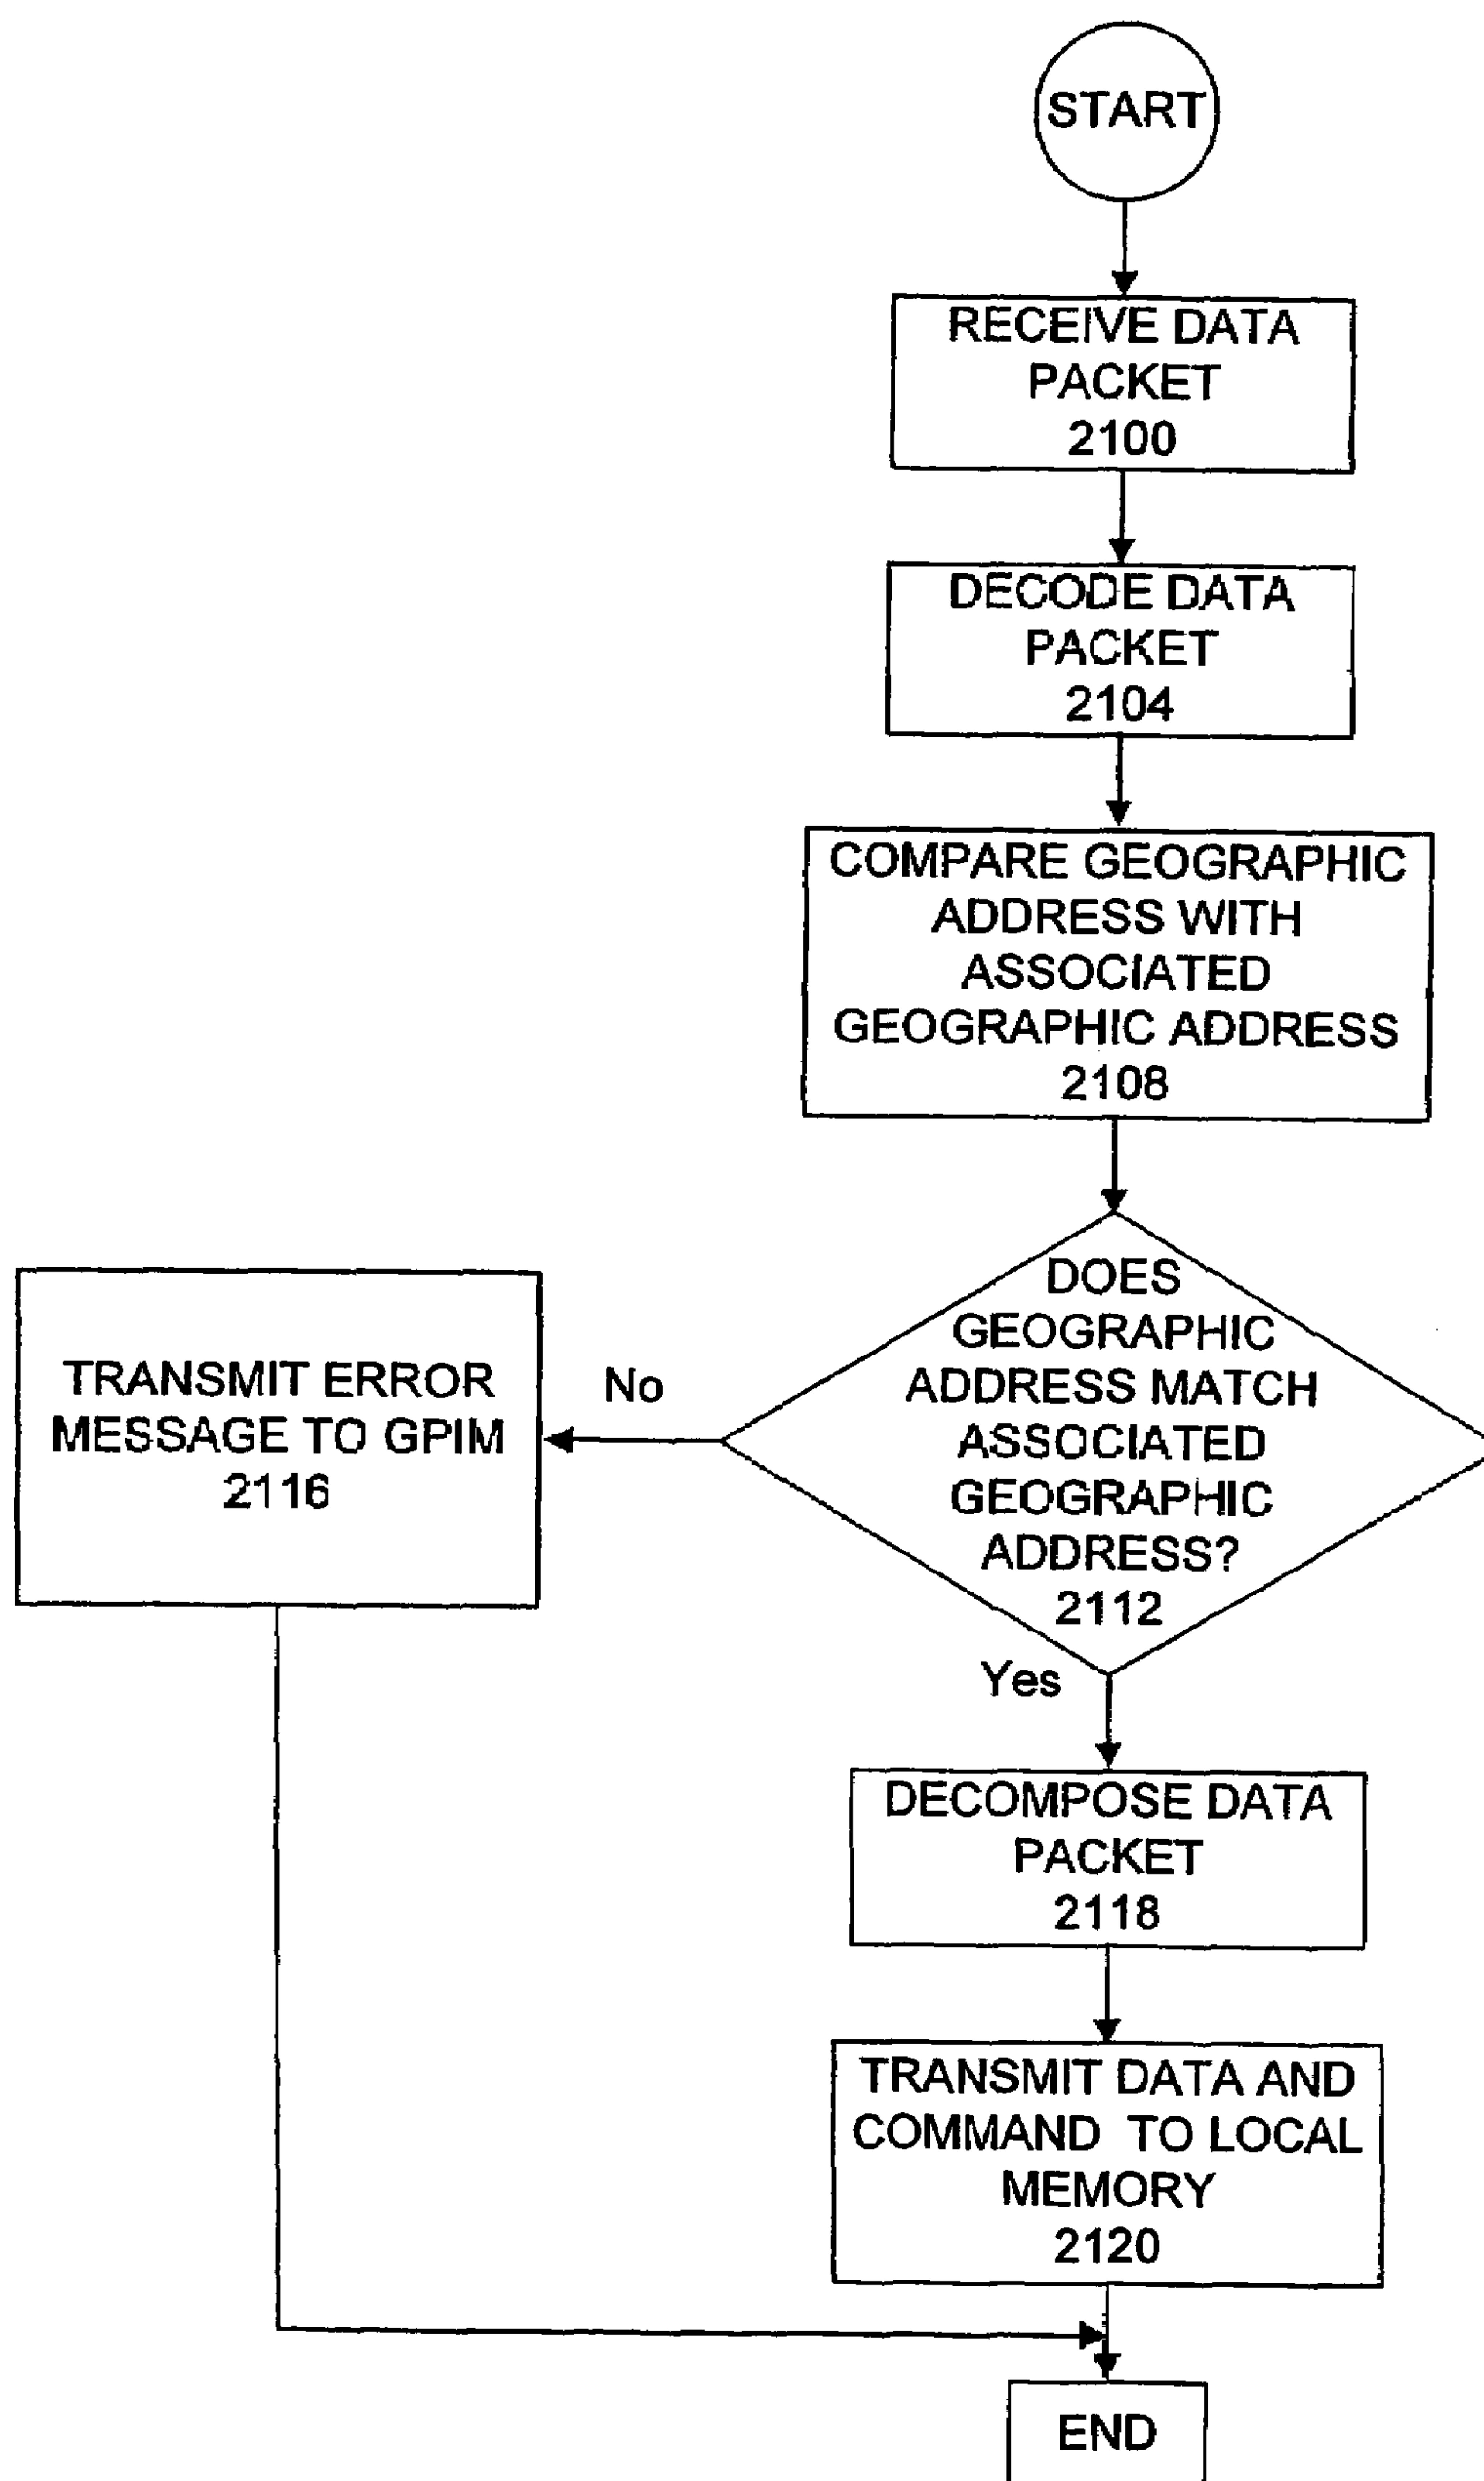 START
RECEIVE DATA
PACKET
2100
DECODE DATA
PACKET
2104
COMPARE GEOGRAPHIC
ADDRESS WITH
ASSOCIATED
GEOGRAPHIC ADDRESS
2108
DOES
GEOGRAPHIC
ADDRESS MATCH
ASSOCIATED
GEOGRAPHIC
ADDRESS?
2112
No
TRANSMIT ERROR
MESSAGE TO GPIM
2116
Yes
DECOMPOSE DATA
PACKET
2118
TRANSMIT DATA AND
COMMAND TO LOCAL
MEMORY
2120
END